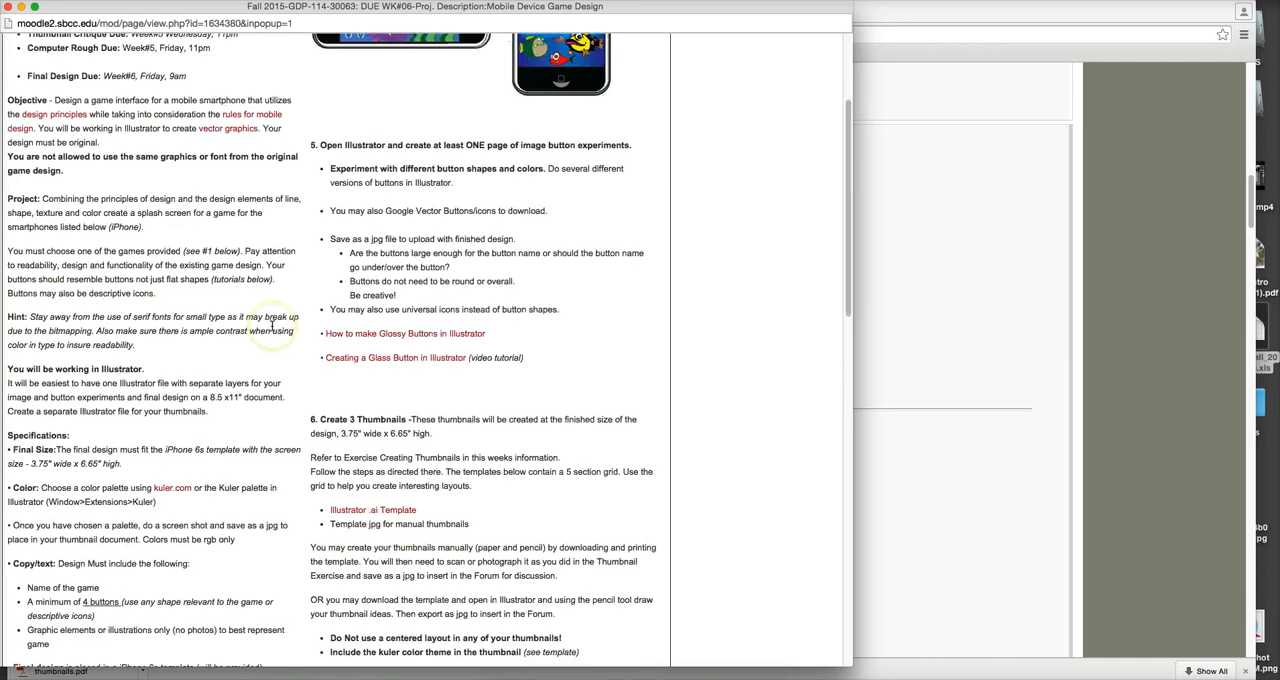 Fall 2015-GDP-114-30063: DUE WK#06-Proj. Description:Mobile Device Game Design
moodle2.sbcc.edu/mod/page/view.php?id=1634380&inpopup=1
Thumbnail Critique Due: Week#5 Wednesday, 11pm
Computer Rough Due: Week#5, Friday, 11pm
Final Design Due: Week#6, Friday, 9am
Objective - Design a game interface for a mobile smartphone that utilizes
the design principles while taking into consideration the rules for mobile
design. You will be working in Illustrator to create vector graphics. Your
design must be original.
You are not allowed to use the same graphics or font from the original
game design.
Project: Combining the principles of design and the design elements of line,
shape, texture and color create a splash screen for a game for the
smartphones listed below (iPhone).
You must choose one of the games provided (see #1 below). Pay attention
to readability, design and functionality of the existing game design. Your
buttons should resemble buttons not just flat shapes (tutorials below).
Buttons may also be descriptive icons.
Hint: Stay away from the use of serif fonts for small type as it may break up
due to the bitmapping. Also make sure there is ample contrast when using
color in type to insure readability.
You will be working in Illustrator.
It will be easiest to have one Illustrator file with separate layers for your
image and button experiments and final design on a 8.5 x11" document.
Create a separate Illustrator file for your thumbnails.
Specifications:
• Final Size:The final design must fit the iPhone 6s template with the screen
size - 3.75" wide x 6.65" high.
• Color: Choose a color palette using kuler.com or the Kuler palette in
Illustrator (Window>Extensions>Kuler)
• Once you have chosen a palette, do a screen shot and save as a jpg to
place in your thumbnail document. Colors must be rgb only
• Copy/text: Design Must include the following:
Name of the game
A minimum of 4 buttons (use any shape relevant to the game or
descriptive icons)
Graphic elements or illustrations only (no photos) to best represent
game
Final design is placed in a iPhone 6s template (will be provided)
5. Open Illustrator and create at least ONE page of image button experiments.
Experiment with different button shapes and colors. Do several different
versions of buttons in Illustrator.
You may also Google Vector Buttons/icons to download.
Save as a jpg file to upload with finished design.
Are the buttons large enough for the button name or should the button name
go under/over the button?
Buttons do not need to be round or overall.
Be creative!
You may also use universal icons instead of button shapes.
• How to make Glossy Buttons in Illustrator
• Creating a Glass Button in Illustrator (video tutorial)
6. Create 3 Thumbnails -These thumbnails will be created at the finished size of the
design, 3.75" wide x 6.65" high.
Refer to Exercise Creating Thumbnails in this weeks information.
Follow the steps as directed there. The templates below contain a 5 section grid. Use the
grid to help you create interesting layouts.
Illustrator .ai Template
Template jpg for manual thumbnails
You may create your thumbnails manually (paper and pencil) by downloading and printing
the template. You will then need to scan or photograph it as you did in the Thumbnail
Exercise and save as a jpg to insert in the Forum for discussion.
OR you may download the template and open in Illustrator and using the pencil tool draw
your thumbnail ideas. Then export as jpg to insert in the Forum.
Do Not use a centered layout in any of your thumbnails!
Include the kuler color theme in the thumbnail (see template)
thumbnails.pdf
Show All
mp4
ntro
1).pdf
all_20
.xls
4b0
pg
hot
M.png